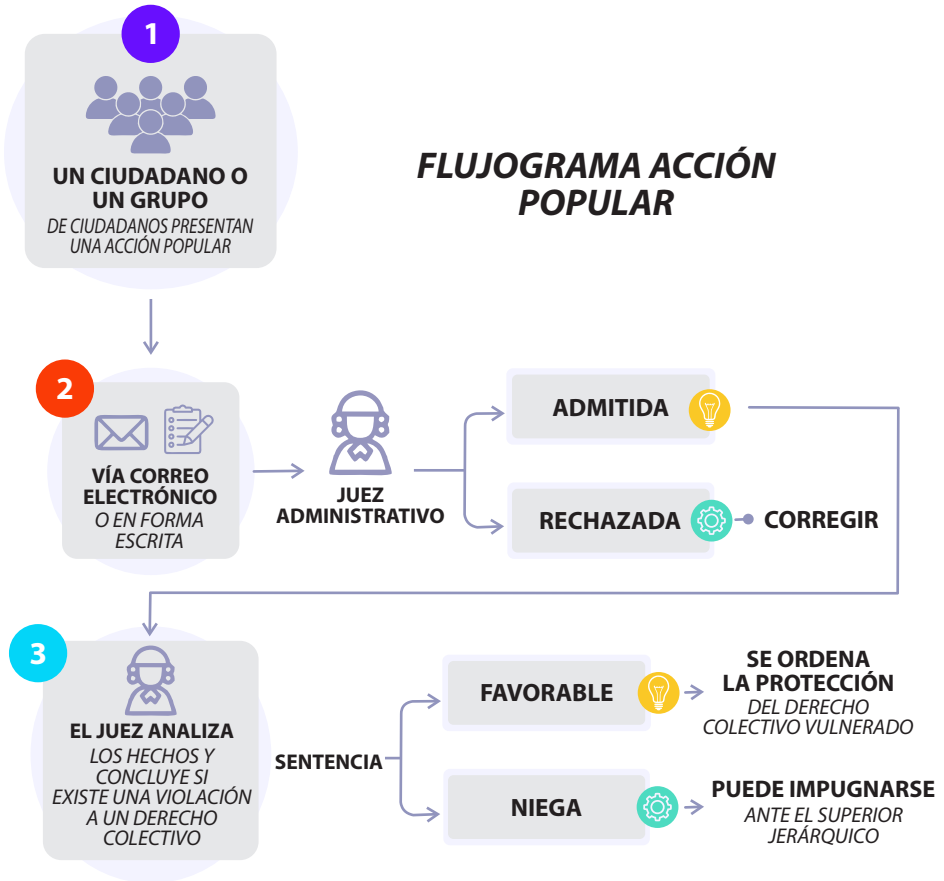 1
UN CIUDADANO O
UN GRUPO
DE CIUDADANOS PRESENTAN
UNA ACCIÓN POPULAR
FLUJOGRAMA ACCIÓN
POPULAR
2
VÍA CORREO
ELECTRÓNICO
O EN FORMA
ESCRITA
JUEZ
ADMINISTRATIVO
ADMITIDA
RECHAZADA
CORREGIR
3
EL JUEZ ANALIZA
LOS HECHOS Y
CONCLUYE SI
EXISTE UNA VIOLACIÓN
A UN DERECHO
COLECTIVO
SENTENCIA
FAVORABLE
SE ORDENA
LA PROTECCIÓN
DEL DERECHO
COLECTIVO VULNERADO
NIEGA
PUEDE IMPUGNARSE
ANTE EL SUPERIOR
JERÁRQUICO